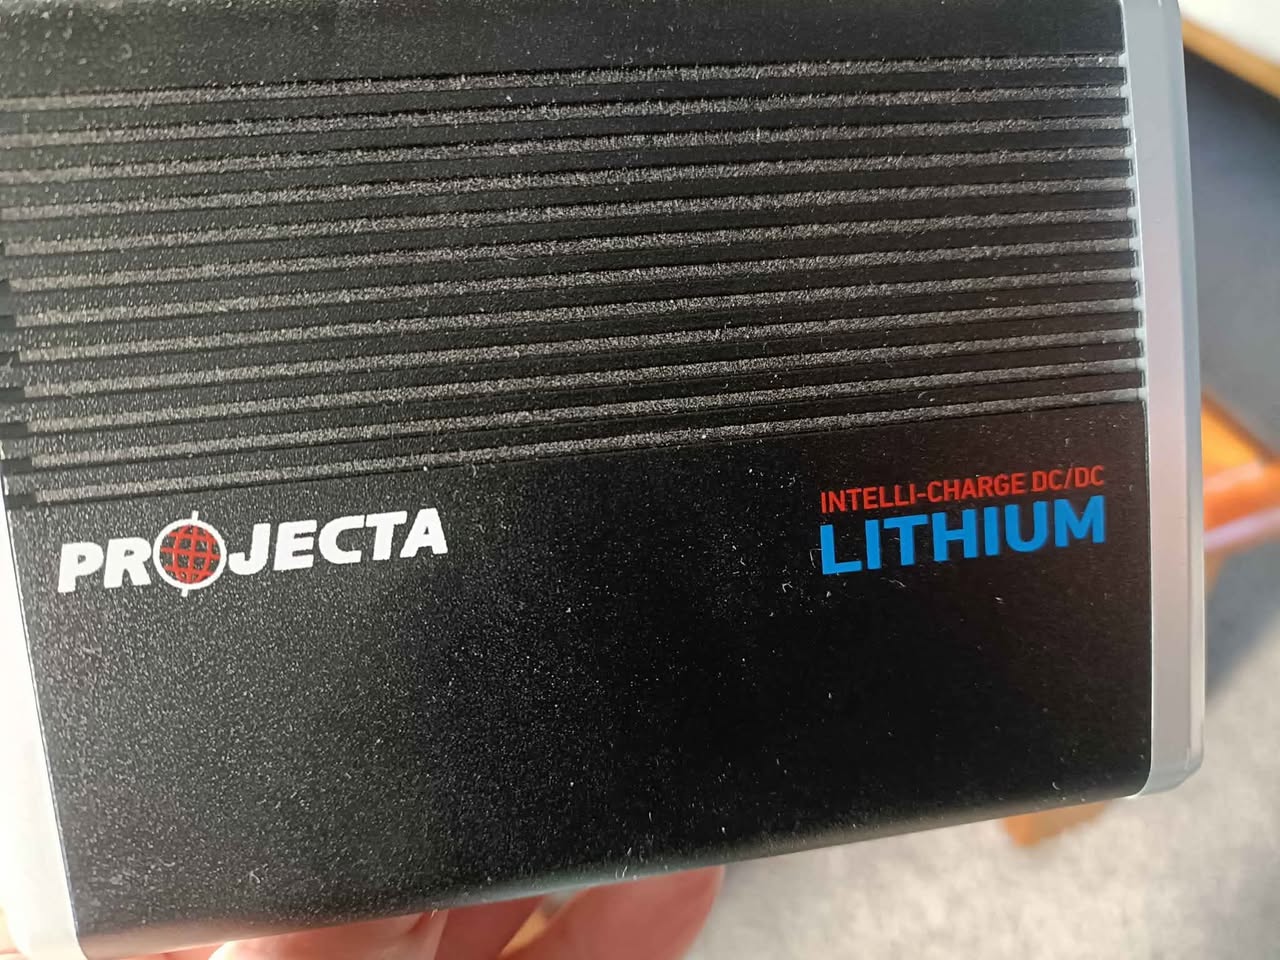 PROJECTA
INTELLI-CHARGE DC/DC
LITHIUM